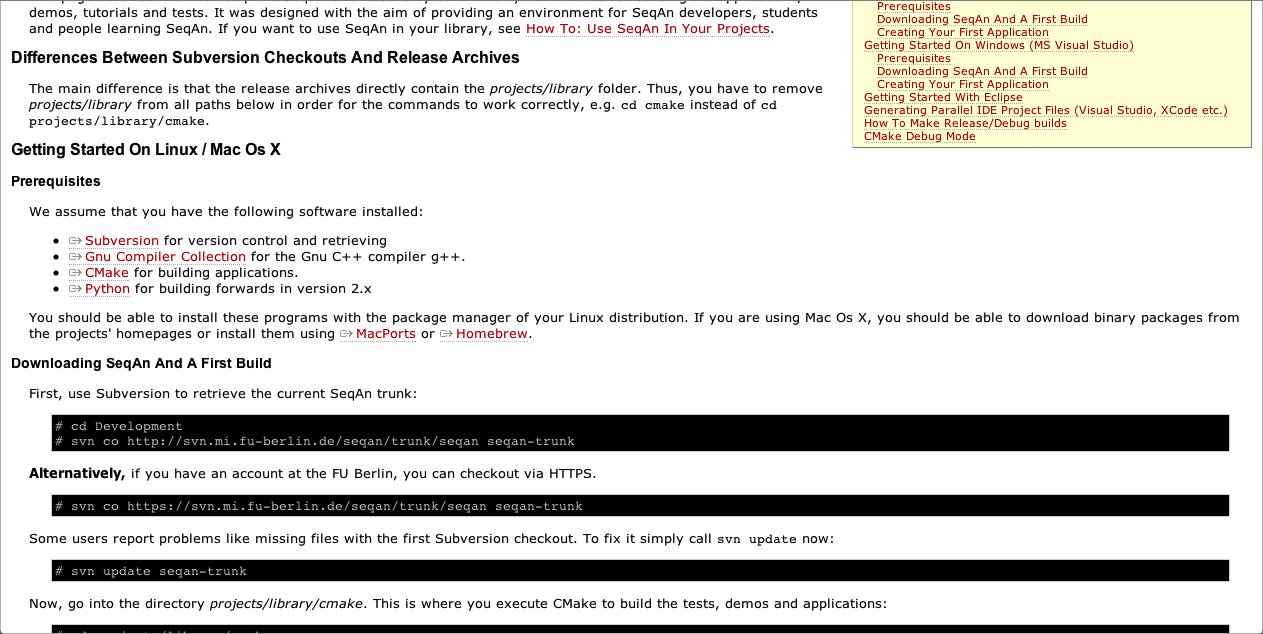 demos, tutorials and tests. It was designed with the aim of providing an environment for SeqAn developers, students
and people learning SeqAn. If you want to use SeqAn in your library, see How To: Use SeqAn In Your Projects.
Differences Between Subversion Checkouts And Release Archives
The main difference is that the release archives directly contain the projects/library folder. Thus, you have to remove
projects/library from all paths below in order for the commands to work correctly, e.g. cd cmake instead of cd
projects/library/cmake.
Prerequisites
Downloading SeqAn And A First Build
Creating Your First Application
Getting Started On Windows (MS Visual Studio)
Prerequisites
Downloading SeqAn And A First Build
Creating Your First Application
Getting Started With Eclipse
Generating Parallel IDE Project Files (Visual Studio, XCode etc.)
How To Make Release/Debug builds
CMake Debug Mode
Getting Started On Linux / Mac Os X
Prerequisites
We assume that you have the following software installed:
Subversion for version control and retrieving
Gnu Compiler Collection for the Gnu C++ compiler g++.
CMake for building applications.
Python for building forwards in version 2.x
You should be able to install these programs with the package manager of your Linux distribution. If you are using Mac Os X, you should be able to download binary packages from
the projects' homepages or install them using MacPorts or Homebrew.
Downloading SeqAn And A First Build
First, use Subversion to retrieve the current SeqAn trunk:
# cd Development
# svn co http://svn.mi.fu-berlin.de/seqan/trunk/seqan seqan-trunk
Alternatively, if you have an account at the FU Berlin, you can checkout via HTTPS.
# svn co https://svn.mi.fu-berlin.de/seqan/trunk/seqan seqan-trunk
Some users report problems like missing files with the first Subversion checkout. To fix it simply call svn update now:
# svn update seqan-trunk
Now, go into the directory projects/library/cmake. This is where you execute CMake to build the tests, demos and applications: